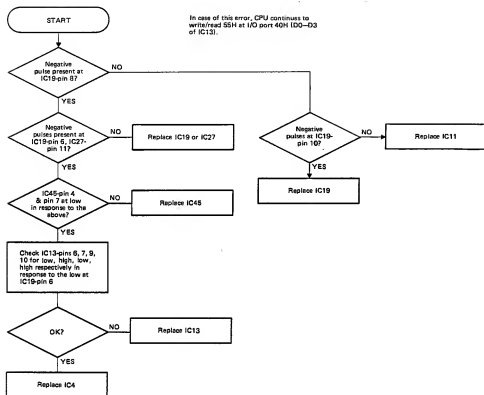 START
In case of this error, CPU continues to
write/read 55H at I/O port 40H (D0—D3
of IC13).
Negative
pulse present at
IC19-pin 8?
NO
YES
Negative
pulses present at
IC19-pin 6, IC27-
pin 11?
NO
Replace IC19 or IC27
Negative
pulses at IC19-
pin 10?
NO
Replace IC11
YES
YES
Replace IC19
IC45-pin 4
& pin 7 at low
in response to the
above?
NO
Replace IC45
YES
Check IC13-pins 6, 7, 9,
10 for low, high, low,
high respectively in
response to the low at
IC19-pin 6
OK?
NO
Replace IC13
YES
Replace IC4